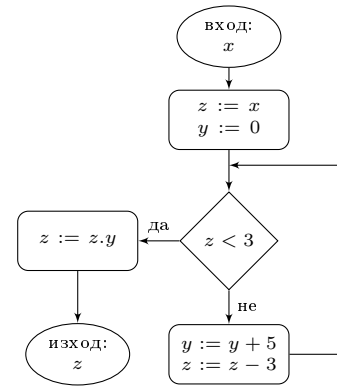 вход:
x
z := x
y := 0
z < 3
да
z := z.y
не
изход:
z
y := y + 5
z := z − 3